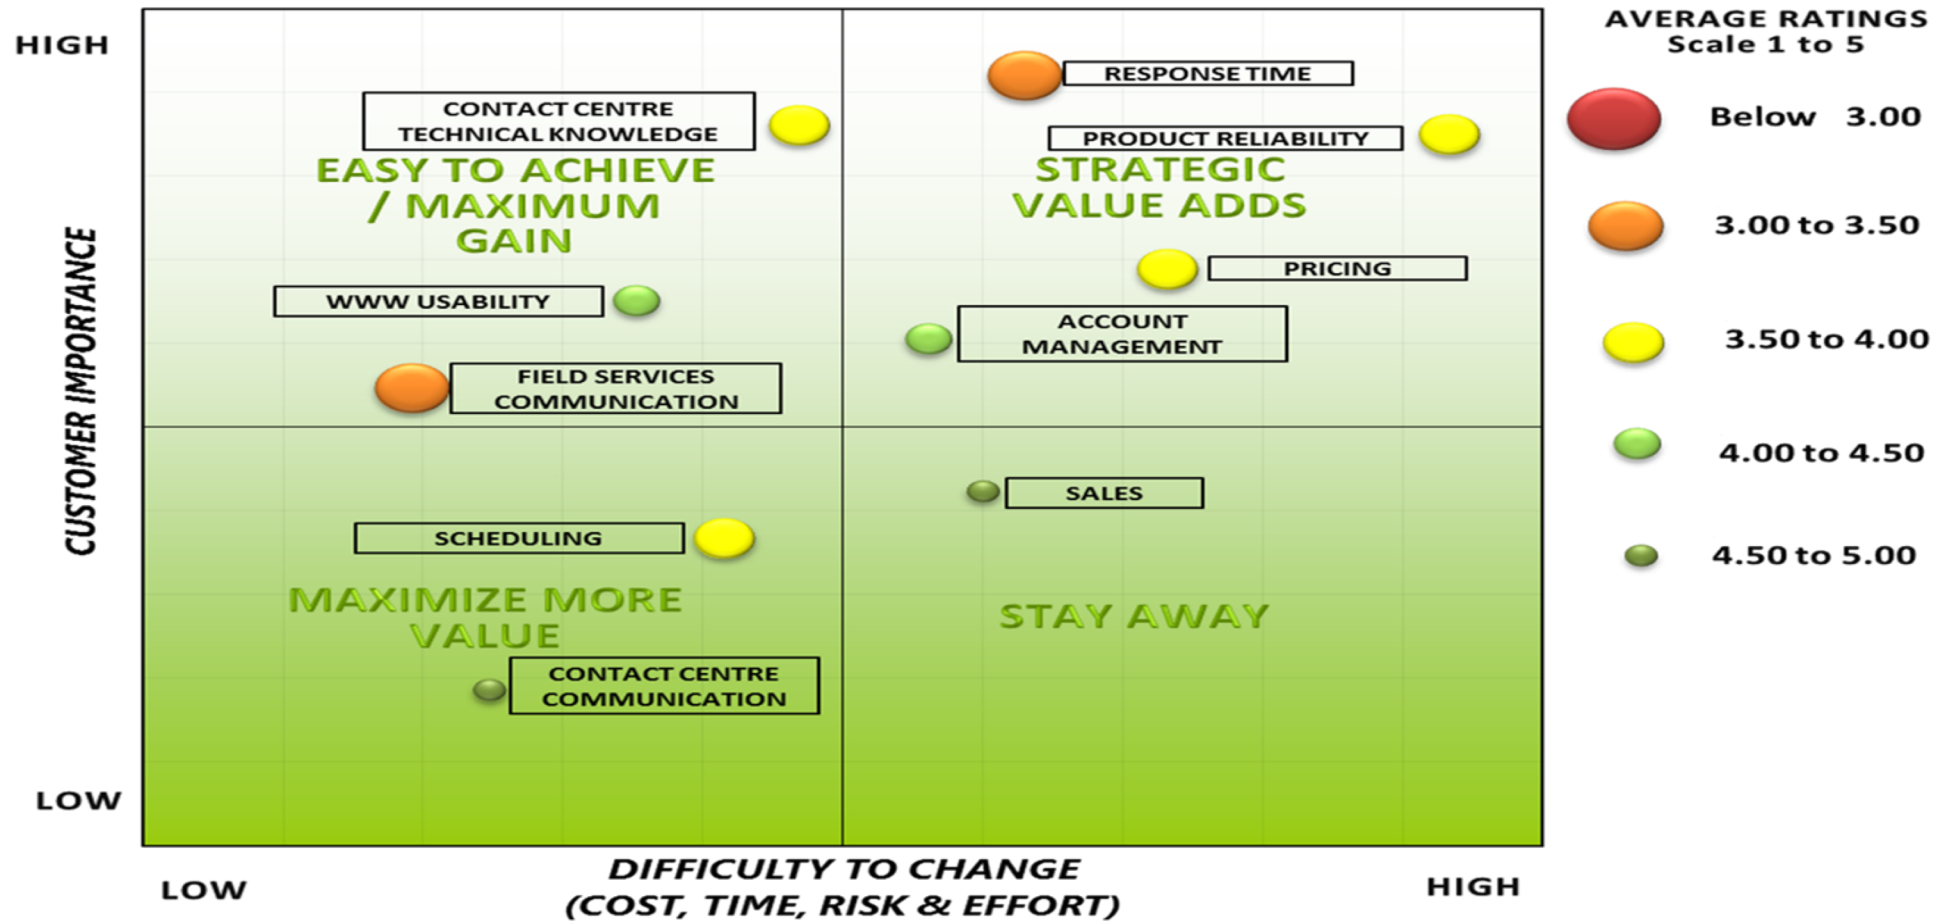 HIGH
AVERAGE RATINGS
Scale 1 to 5
RESPONSE TIME
CONTACT CENTRE
TECHNICAL KNOWLEDGE
PRODUCT RELIABILITY
Below 3.00
EASY TO ACHIEVE
/ MAXIMUM
GAIN
STRATEGIC
VALUE ADDS
3.00 to 3.50
PRICING
WWW USABILITY
ACCOUNT
MANAGEMENT
3.50 to 4.00
FIELD SERVICES
COMMUNICATION
CUSTOMER IMPORTANCE
4.00 to 4.50
SALES
SCHEDULING
4.50 to 5.00
MAXIMIZE MORE
VALUE
STAY AWAY
CONTACT CENTRE
COMMUNICATION
LOW
LOW
DIFFICULTY TO CHANGE
(COST, TIME, RISK & EFFORT)
HIGH